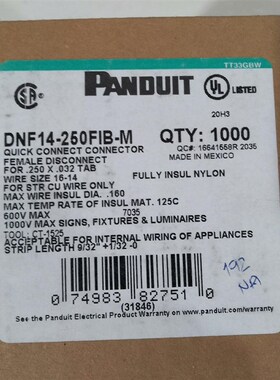 TT33GBW
SA
PANDUIT
UL
LISTED
®
20H3
DNF14-250FIB-M
QTY: 1000
QUICK CONNECT CONNECTOR
QC#: 16641558R 2035
MADE IN MEXICO
FEMALE DISCONNECT
FOR .250 X .032 TAB
WIRE SIZE 16-14
FULLY INSUL NYLON
FOR STR CU WIRE ONLY
MAX WIRE INSUL DIA. .160
MAX TEMP RATE OF INSUL MAT. 125C
600V MAX
7035
1000V MAX SIGNS, FIXTURES & LUMINAIRES
TOOL: CT-1525
ACCEPTABLE FOR INTERNAL WIRING OF APPLIANCES
STRIP LENGTH 9/32" +1/32 -0
0 74983 82751 0
(31846)
192
See the Panduit Electrical Product Warranty on www.panduit.com/warranty